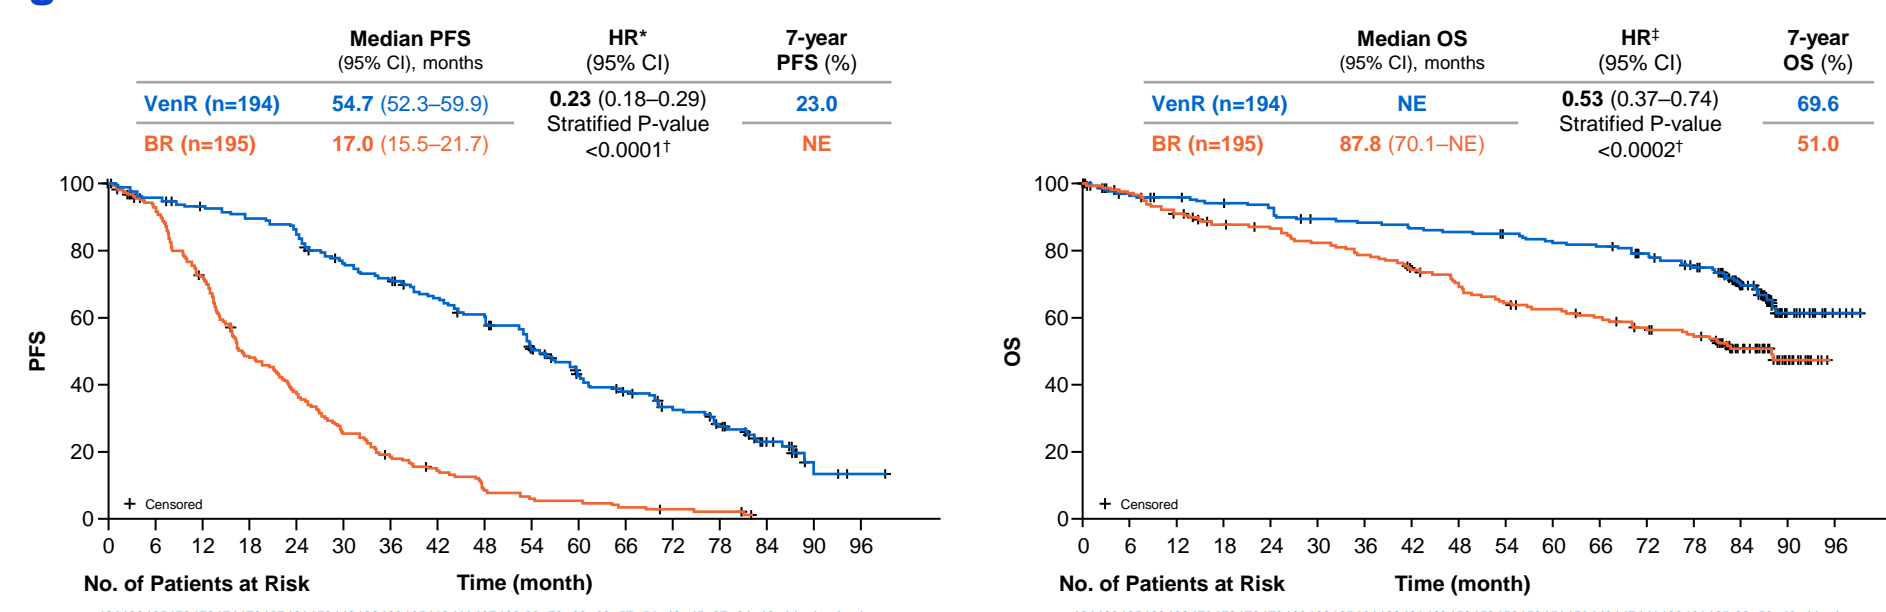 Median PFS HR* 7-year
(95% CI), months (95% CI) PFS (%)
VenR (n=194) 54.7 (52.3–59.9) 0.23 (0.18–0.29) 23.0
Stratified P-value
BR (n=195) 17.0 (15.5–21.7) <0.0001† NE
100
80
60
40
20
0
PFS
+ Censored
0 6 12 18 24 30 36 42 48 54 60 66 72 78 84 90 96
No. of Patients at Risk Time (month)
Median OS HR‡ 7-year
(95% CI), months (95% CI) OS (%)
VenR (n=194) NE 0.53 (0.37–0.74) 69.6
Stratified P-value
BR (n=195) 87.8 (70.1–NE) <0.0002† 51.0
100
80
60
40
20
0
OS
+ Censored
0 6 12 18 24 30 36 42 48 54 60 66 72 78 84 90 96
No. of Patients at Risk Time (month)